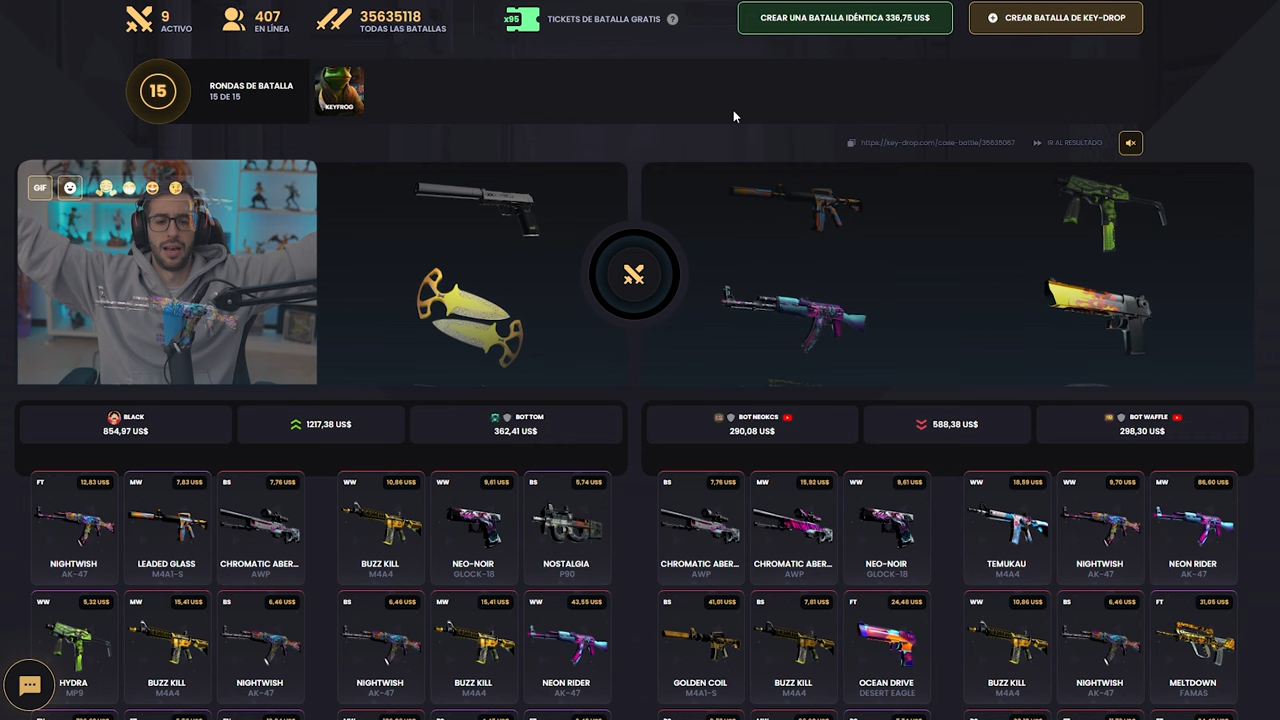 9
ACTIVO
407
EN LÍNEA
35635118
TODAS LAS BATALLAS
x95
TICKETS DE BATALLA GRATIS ?
CREAR UNA BATALLA IDÉNTICA 336,75 US$
CREAR BATALLA DE KEY-DROP
15
RONDAS DE BATALLA
15 DE 15
KEYFROG
https://key-drop.com/case-battle/35635067
IR AL RESULTADO
GIF
BLACK
854,97 US$
1217,38 US$
BOT TOM
362,41 US$
BOT NEOKCS
290,08 US$
588,38 US$
BOT WAFFLE
298,30 US$
FT 12,83 US$
NIGHTWISH
AK-47
MW 7,83 US$
LEADED GLASS
M4A1-S
BS 7,76 US$
CHROMATIC ABER...
AWP
WW 10,86 US$
BUZZ KILL
M4A4
WW 9,61 US$
NEO-NOIR
GLOCK-18
BS 5,74 US$
NOSTALGIA
P90
BS 7,76 US$
CHROMATIC ABER...
AWP
MW 15,92 US$
CHROMATIC ABER...
AWP
WW 9,61 US$
NEO-NOIR
GLOCK-18
WW 18,59 US$
TEMUKAU
M4A4
WW 9,70 US$
NIGHTWISH
AK-47
MW 86,60 US$
NEON RIDER
AK-47
WW 5,32 US$
HYDRA
MP9
MW 15,41 US$
BUZZ KILL
M4A4
BS 6,46 US$
NIGHTWISH
AK-47
BS 6,46 US$
NIGHTWISH
AK-47
MW 15,41 US$
BUZZ KILL
M4A4
WW 43,55 US$
NEON RIDER
AK-47
BS 41,01 US$
GOLDEN COIL
M4A1-S
BS 7,81 US$
BUZZ KILL
M4A4
FT 24,48 US$
OCEAN DRIVE
DESERT EAGLE
WW 10,86 US$
BUZZ KILL
M4A4
BS 6,46 US$
NIGHTWISH
AK-47
FT 31,05 US$
MELTDOWN
FAMAS